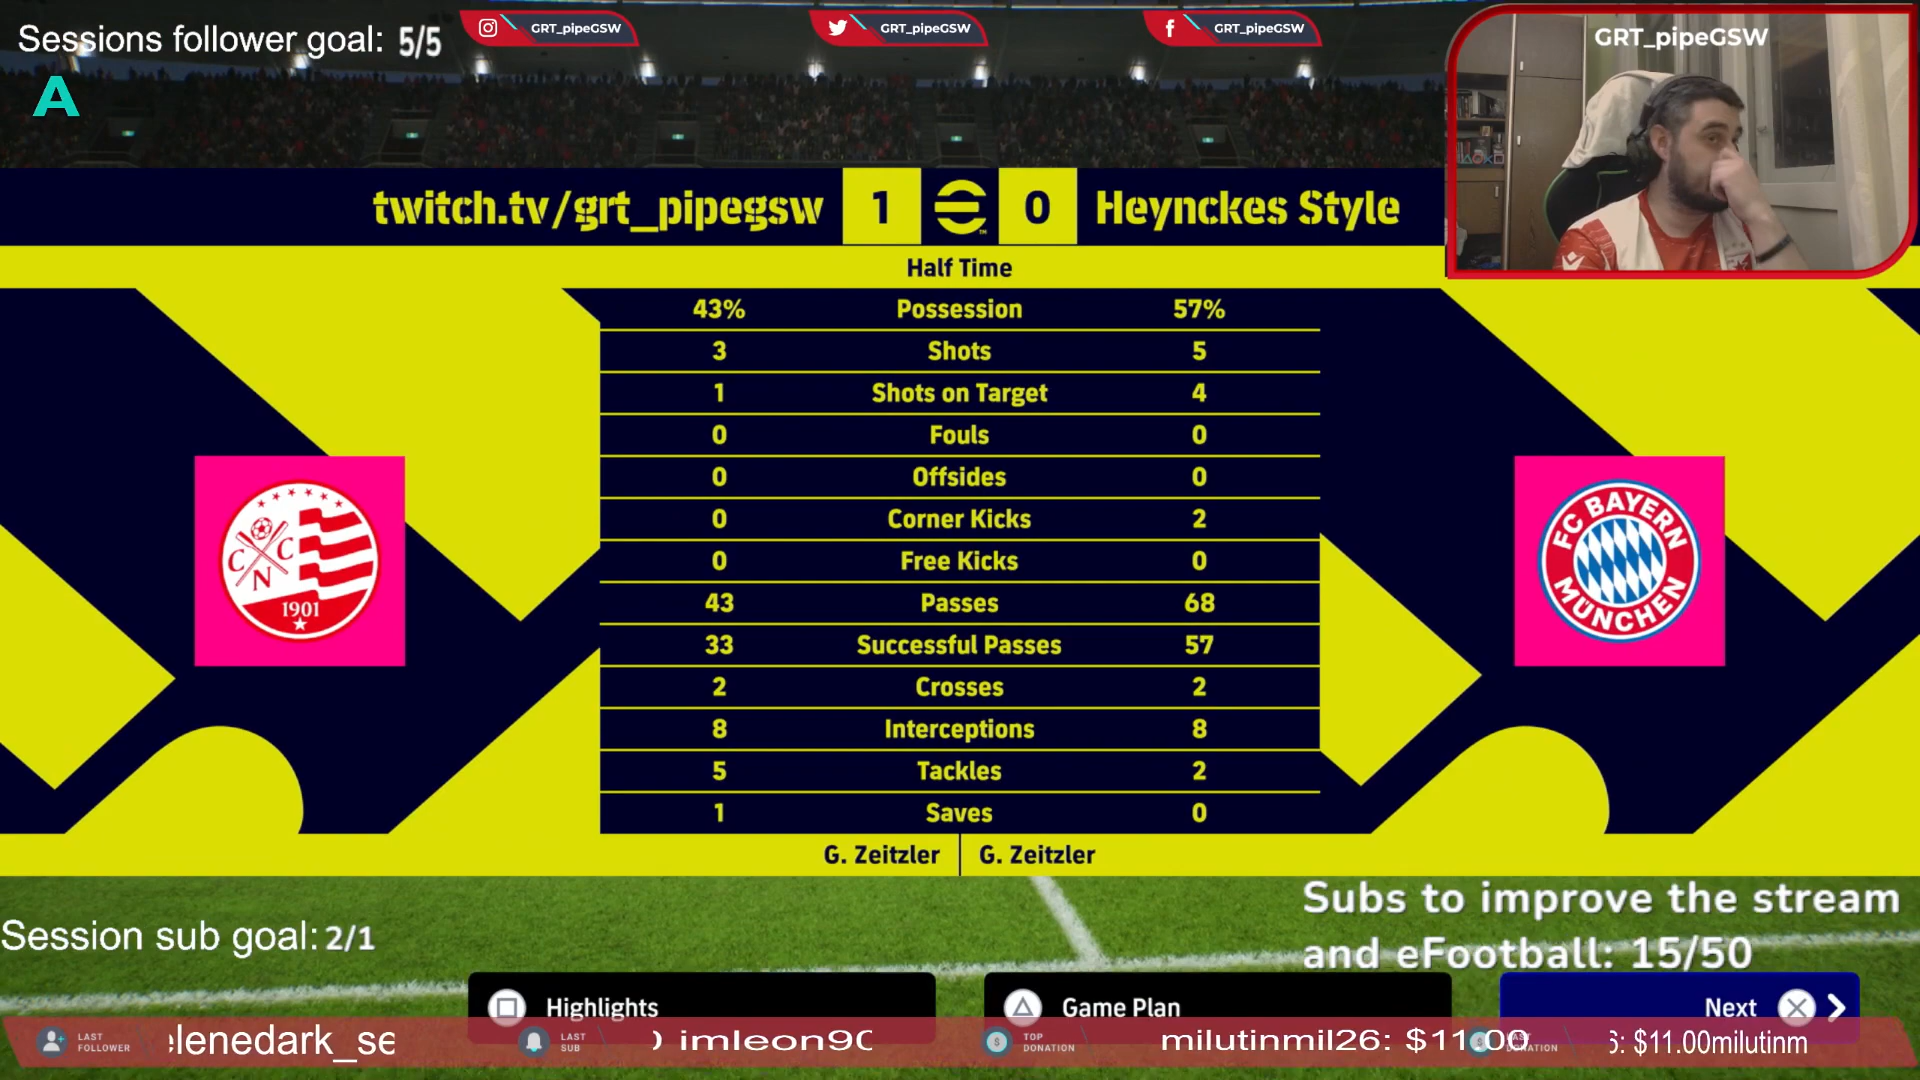 Sessions follower goal: 5/5
A
GRT_pipeGSW
GRT_pipeGSW
GRT_pipeGSW
GRT_pipeGSW
twitch.tv/grt_pipegsw 1 0 Heynckes Style
Half Time
43% Possession 57%
3 Shots 5
1 Shots on Target 4
0 Fouls 0
0 Offsides 0
0 Corner Kicks 2
0 Free Kicks 0
43 Passes 68
33 Successful Passes 57
2 Crosses 2
8 Interceptions 8
5 Tackles 2
1 Saves 0
G. Zeitzler G. Zeitzler
C C
N
1901
FC BAYERN
MÜNCHEN
Session sub goal: 2/1
Subs to improve the stream
and eFootball: 15/50
Highlights
Game Plan
Next
LAST
FOLLOWER
lenedark_se
LAST
SUB
imleon90
TOP
DONATION
milutinmil26: $11.00
DONATION
: $11.00milutinm